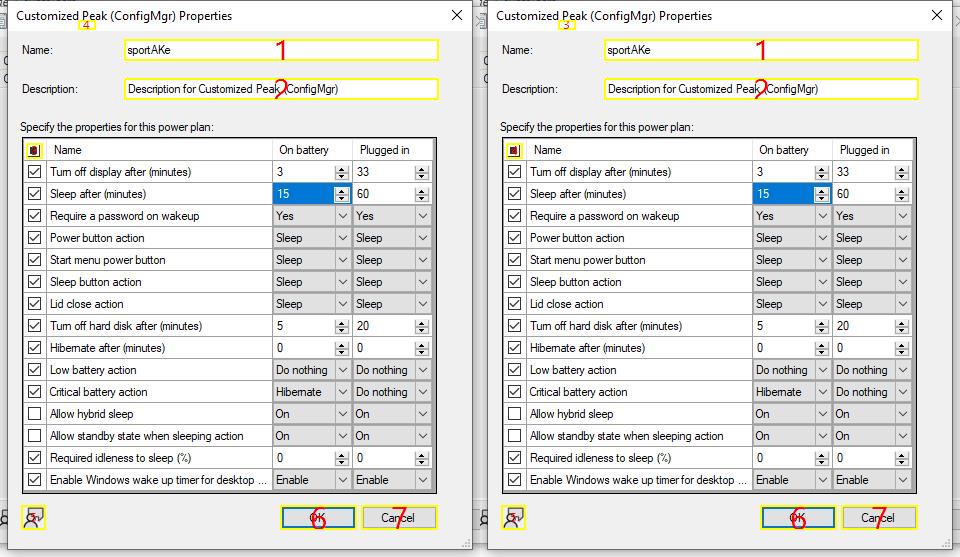 Customized Peak (ConfigMgr) Properties
4
Name: sportAKe 1
Description: Description for Customized Peak (ConfigMgr) 2
Specify the properties for this power plan:
Name On battery Plugged in
Turn off display after (minutes) 3 33
Sleep after (minutes) 15 60
Require a password on wakeup Yes Yes
Power button action Sleep Sleep
Start menu power button Sleep Sleep
Sleep button action Sleep Sleep
Lid close action Sleep Sleep
Turn off hard disk after (minutes) 5 20
Hibernate after (minutes) 0 0
Low battery action Do nothing Do nothing
Critical battery action Hibernate Do nothing
Allow hybrid sleep On On
Allow standby state when sleeping action On On
Required idleness to sleep (%) 0 0
Enable Windows wake up timer for desktop ... Enable Enable
OK 6 Cancel 7
Customized Peak (ConfigMgr) Properties
3
Name: sportAKe 1
Description: Description for Customized Peak (ConfigMgr) 2
Specify the properties for this power plan:
Name On battery Plugged in
Turn off display after (minutes) 3 33
Sleep after (minutes) 15 60
Require a password on wakeup Yes Yes
Power button action Sleep Sleep
Start menu power button Sleep Sleep
Sleep button action Sleep Sleep
Lid close action Sleep Sleep
Turn off hard disk after (minutes) 5 20
Hibernate after (minutes) 0 0
Low battery action Do nothing Do nothing
Critical battery action Hibernate Do nothing
Allow hybrid sleep On On
Allow standby state when sleeping action On On
Required idleness to sleep (%) 0 0
Enable Windows wake up timer for desktop ... Enable Enable
OK 6 Cancel 7